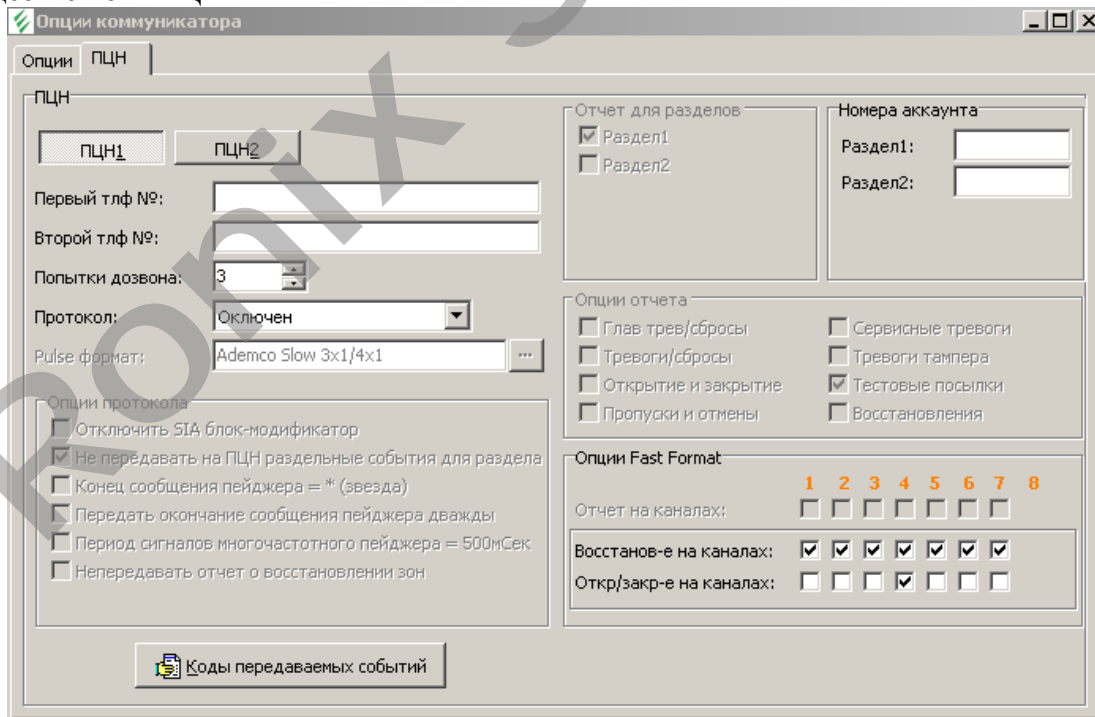 Опции коммуникатора
Опции ПЦН
ПЦН
ПЦН1 ПЦН2
Первый тлф №:
Второй тлф №:
Попытки дозвона: 3
Протокол: Оключен
Pulse формат: Ademco Slow 3x1/4x1 ...
Опции протокола
Отключить SIA блок-модификатор
Не передавать на ПЦН раздельные события для раздела
Конец сообщения пейджера = * (звезда)
Передать окончание сообщения пейджера дважды
Период сигналов многочастотного пейджера = 500мСек
Непередавать отчет о восстановлении зон
Коды передаваемых событий
Отчет для разделов
Раздел1
Раздел2
Номера аккаунта
Раздел1:
Раздел2:
Опции отчета
Глав трев/сбросы
Тревоги/сбросы
Открытие и закрытие
Пропуски и отмены
Сервисные тревоги
Тревоги тампера
Тестовые посылки
Восстановления
Опции Fast Format
1 2 3 4 5 6 7 8
Отчет на каналах:
Восстанов-е на каналах:
Откр/закр-е на каналах:
Ronix